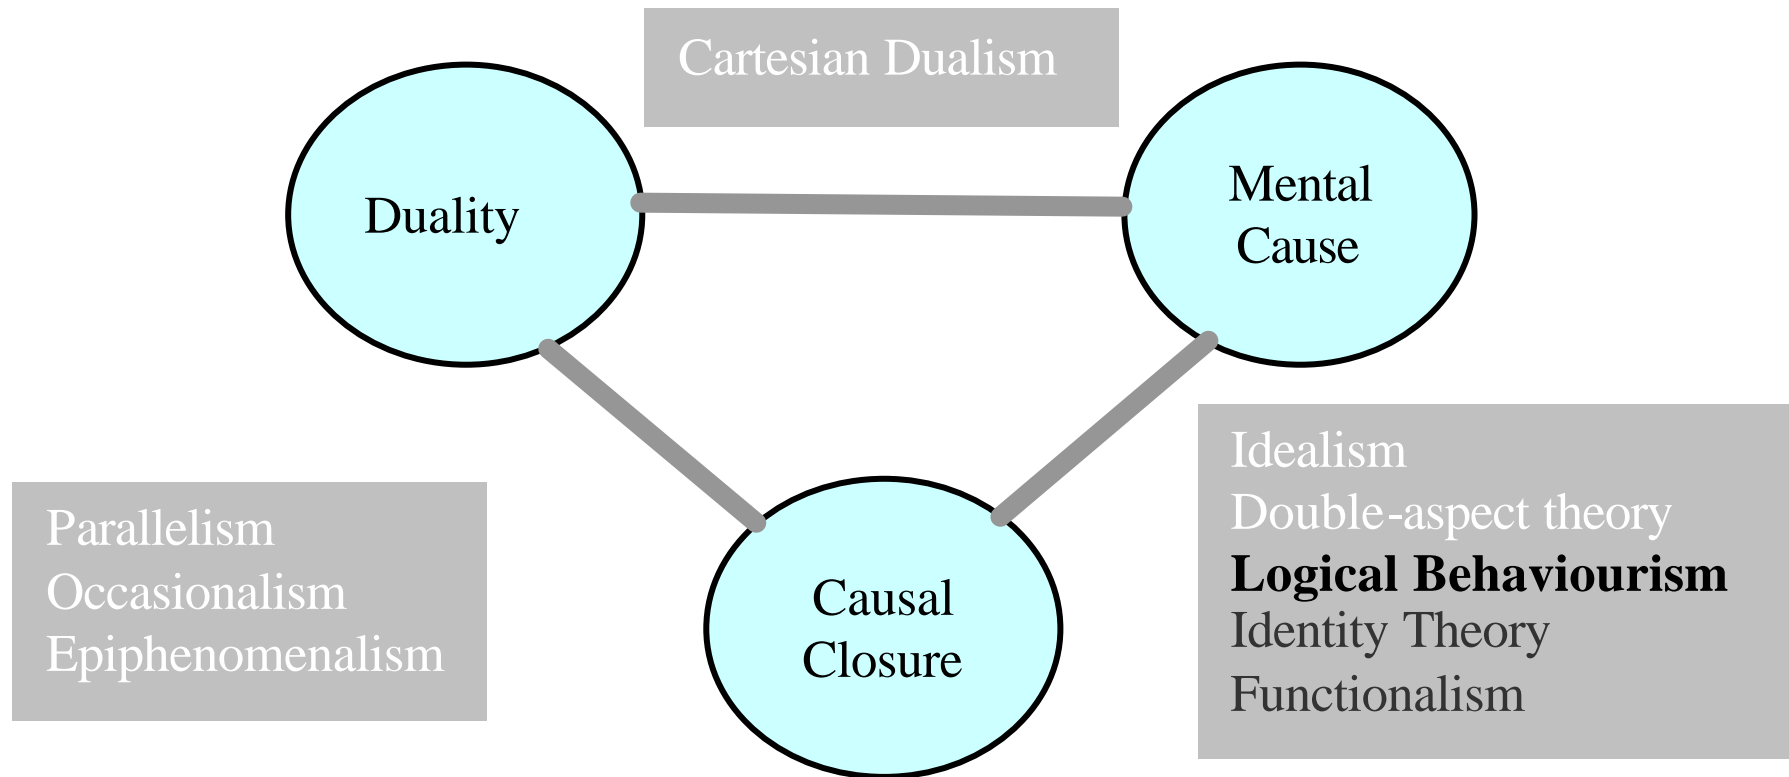 Cartesian Dualism
Duality
Mental
Cause
Parallelism
Occasionalism
Epiphenomenalism
Causal
Closure
Idealism
Double-aspect theory
Logical Behaviourism
Identity Theory
Functionalism